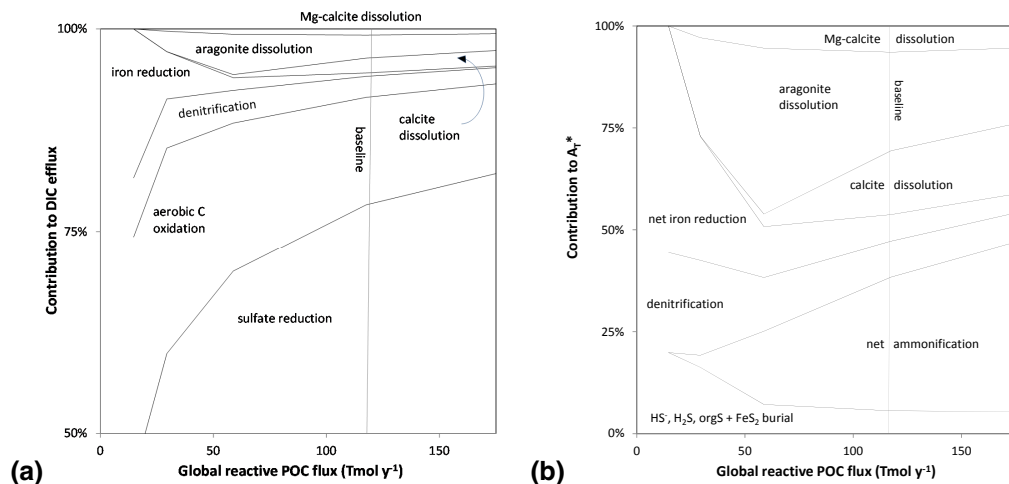 Mg-calcite dissolution
100%
aragonite dissolution
iron reduction
denitrification
calcite
dissolution
baseline
75%
aerobic C
oxidation
sulfate reduction
50%
Contribution to DIC efflux
0
50
100
150
Global reactive POC flux (Tmol y⁻¹)
(a)
100%
Mg-calcite dissolution
aragonite
dissolution
baseline
75%
calcite dissolution
net iron reduction
50%
denitrification
25%
net ammonification
HS⁻, H₂S, orgS + FeS₂ burial
0%
Contribution to A_T*
0
50
100
150
Global reactive POC flux (Tmol y⁻¹)
(b)